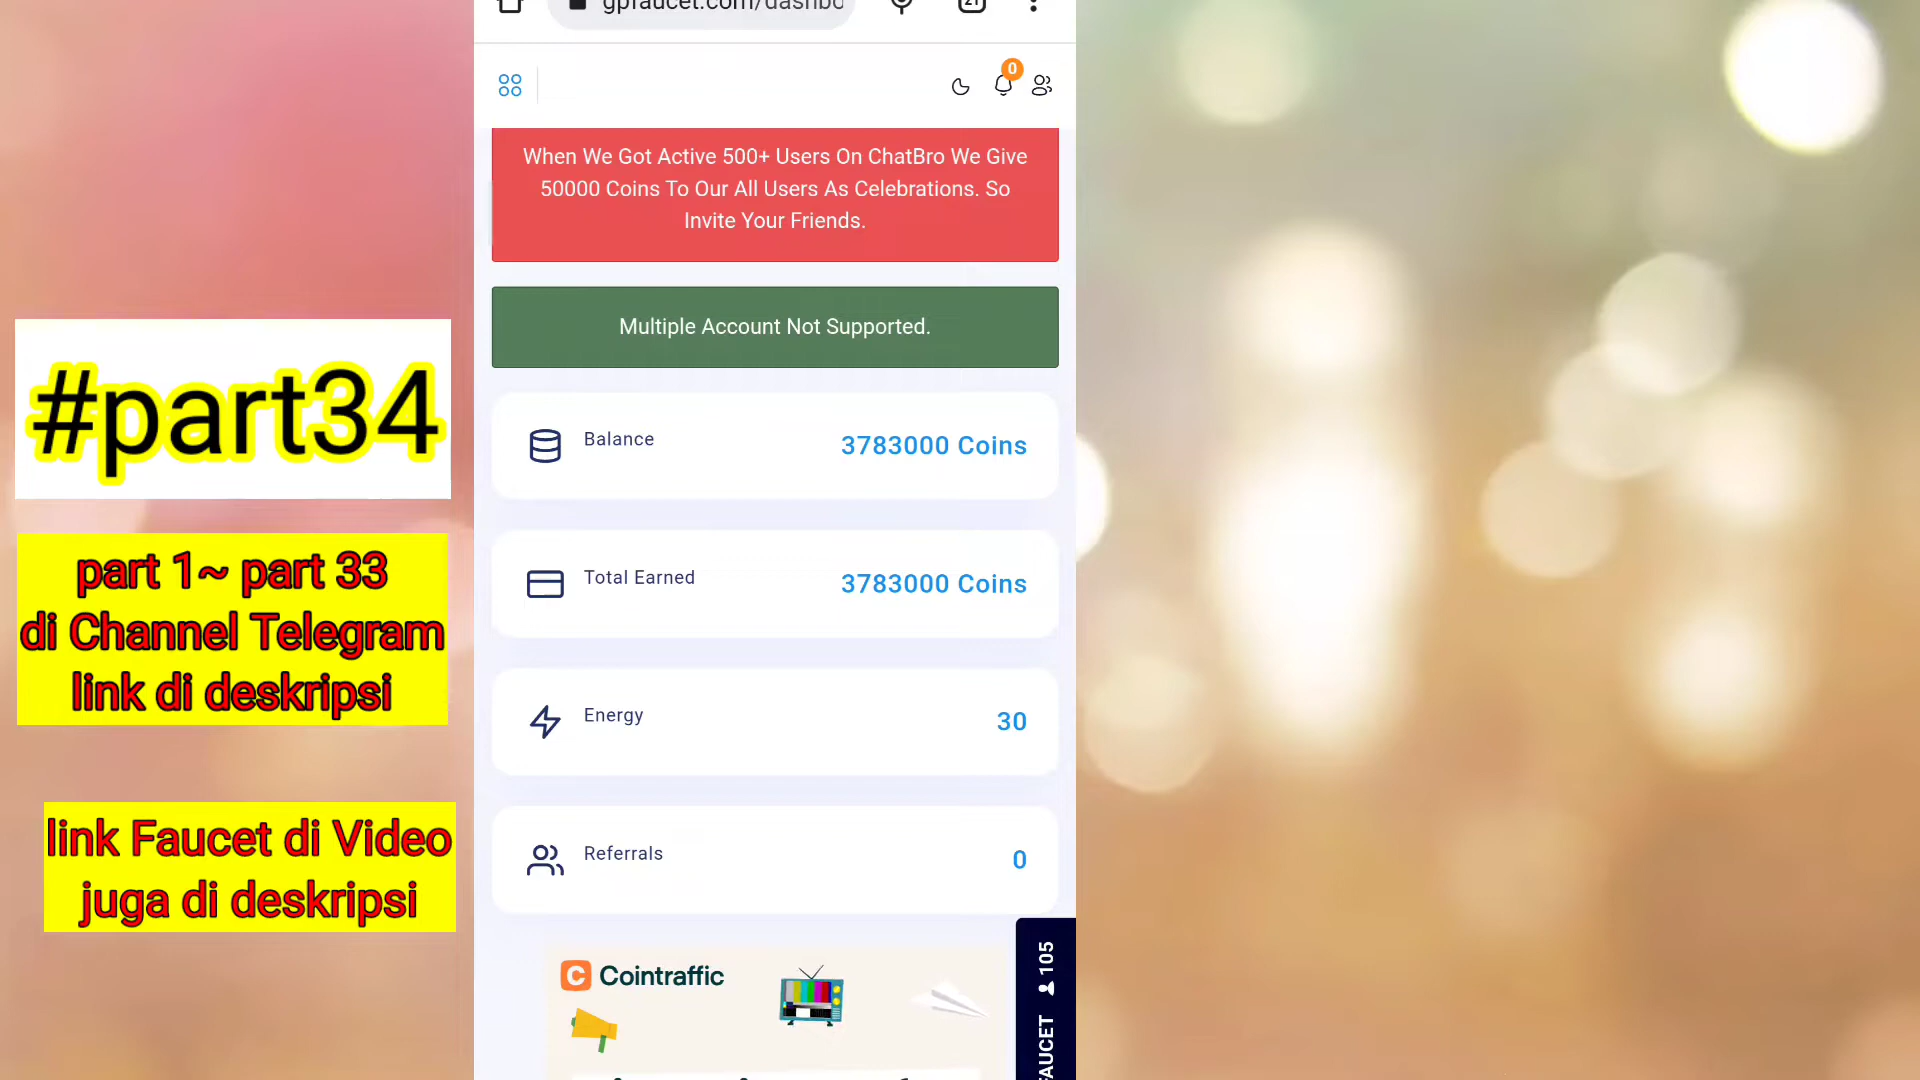 gpfaucet.com/dashbo
21
0
When We Got Active 500+ Users On ChatBro We Give
50000 Coins To Our All Users As Celebrations. So
Invite Your Friends.
Multiple Account Not Supported.
#part34
Balance
3783000 Coins
part 1~ part 33
di Channel Telegram
link di deskripsi
Total Earned
3783000 Coins
Energy
30
link Faucet di Video
juga di deskripsi
Referrals
0
C Cointraffic
FAUCET 105